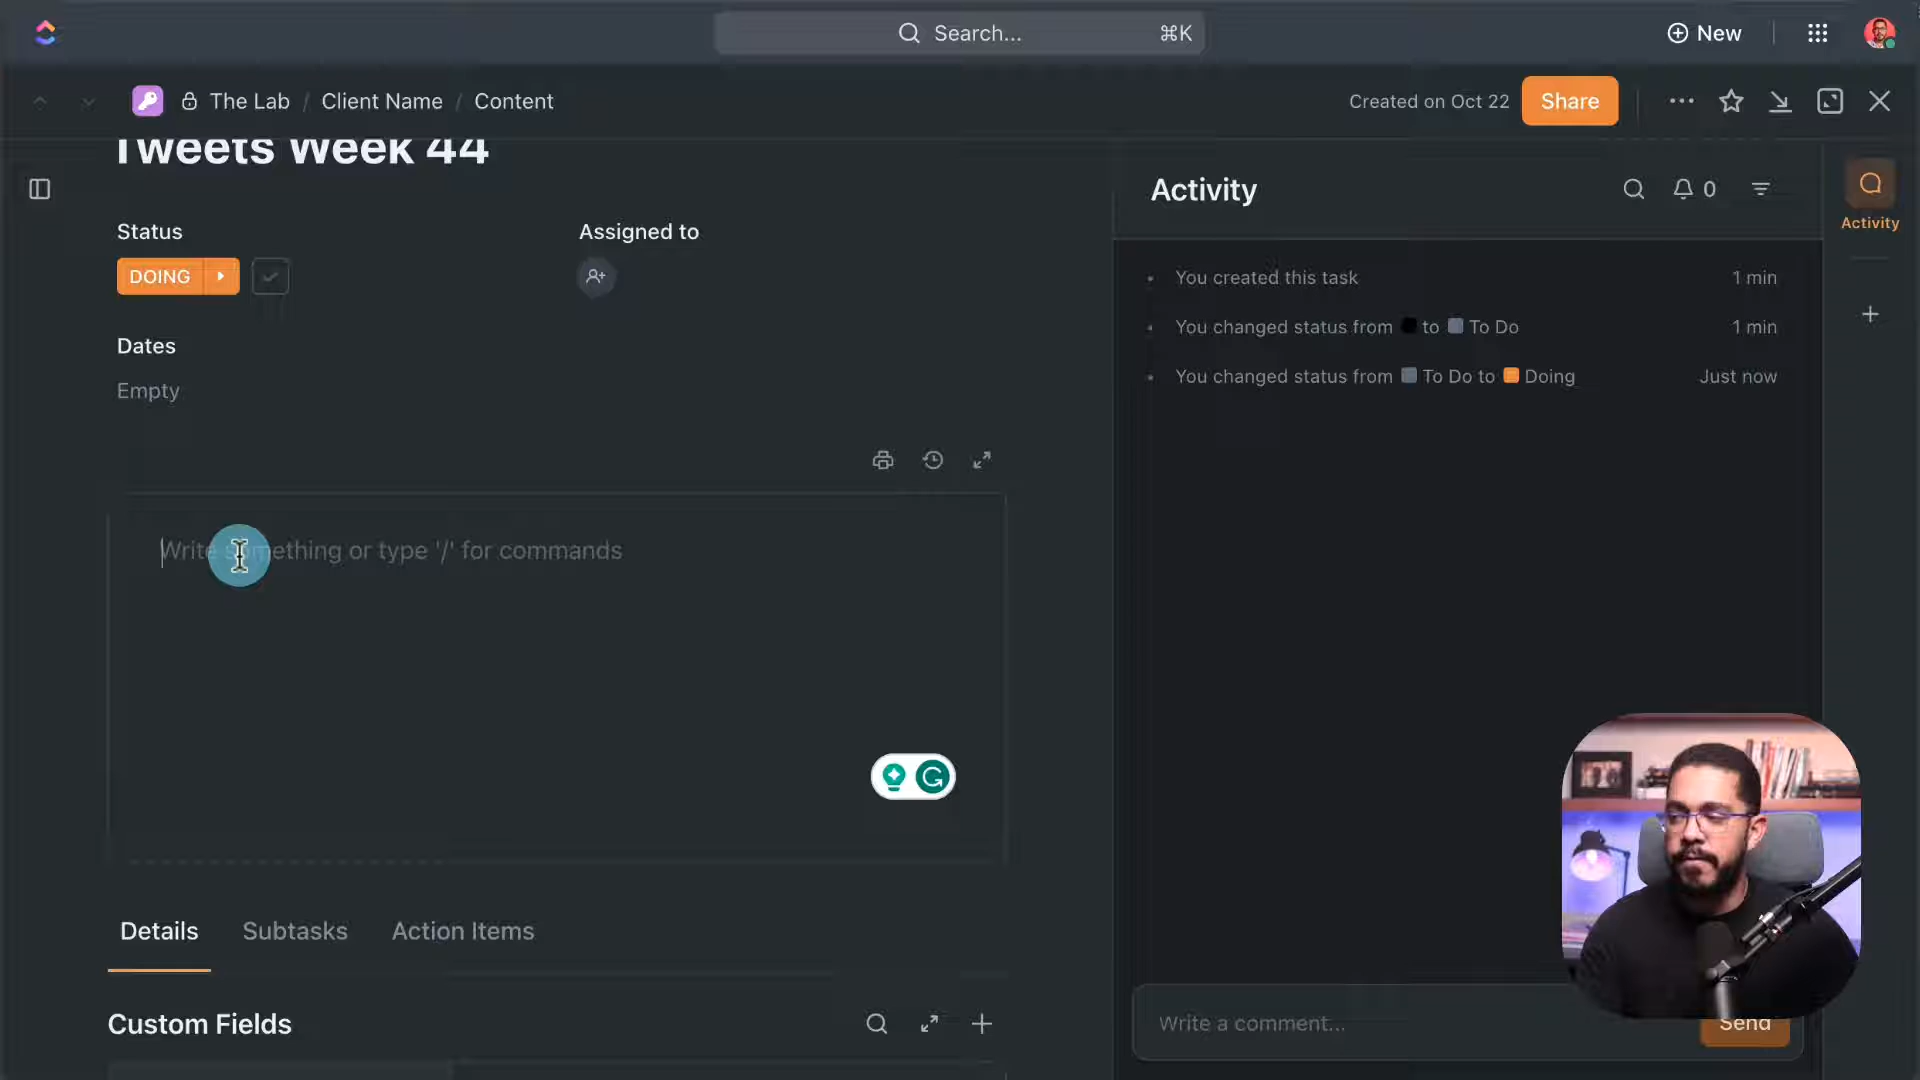 Search... ⌘K
New
The Lab / Client Name / Content
Created on Oct 22
Share
Tweets Week 44
Status
Assigned to
DOING
Dates
Empty
Write something or type '/' for commands
Details
Subtasks
Action Items
Custom Fields
Activity
0
You created this task 1 min
You changed status from to To Do 1 min
You changed status from To Do to Doing Just now
Write a comment...
Send
Activity